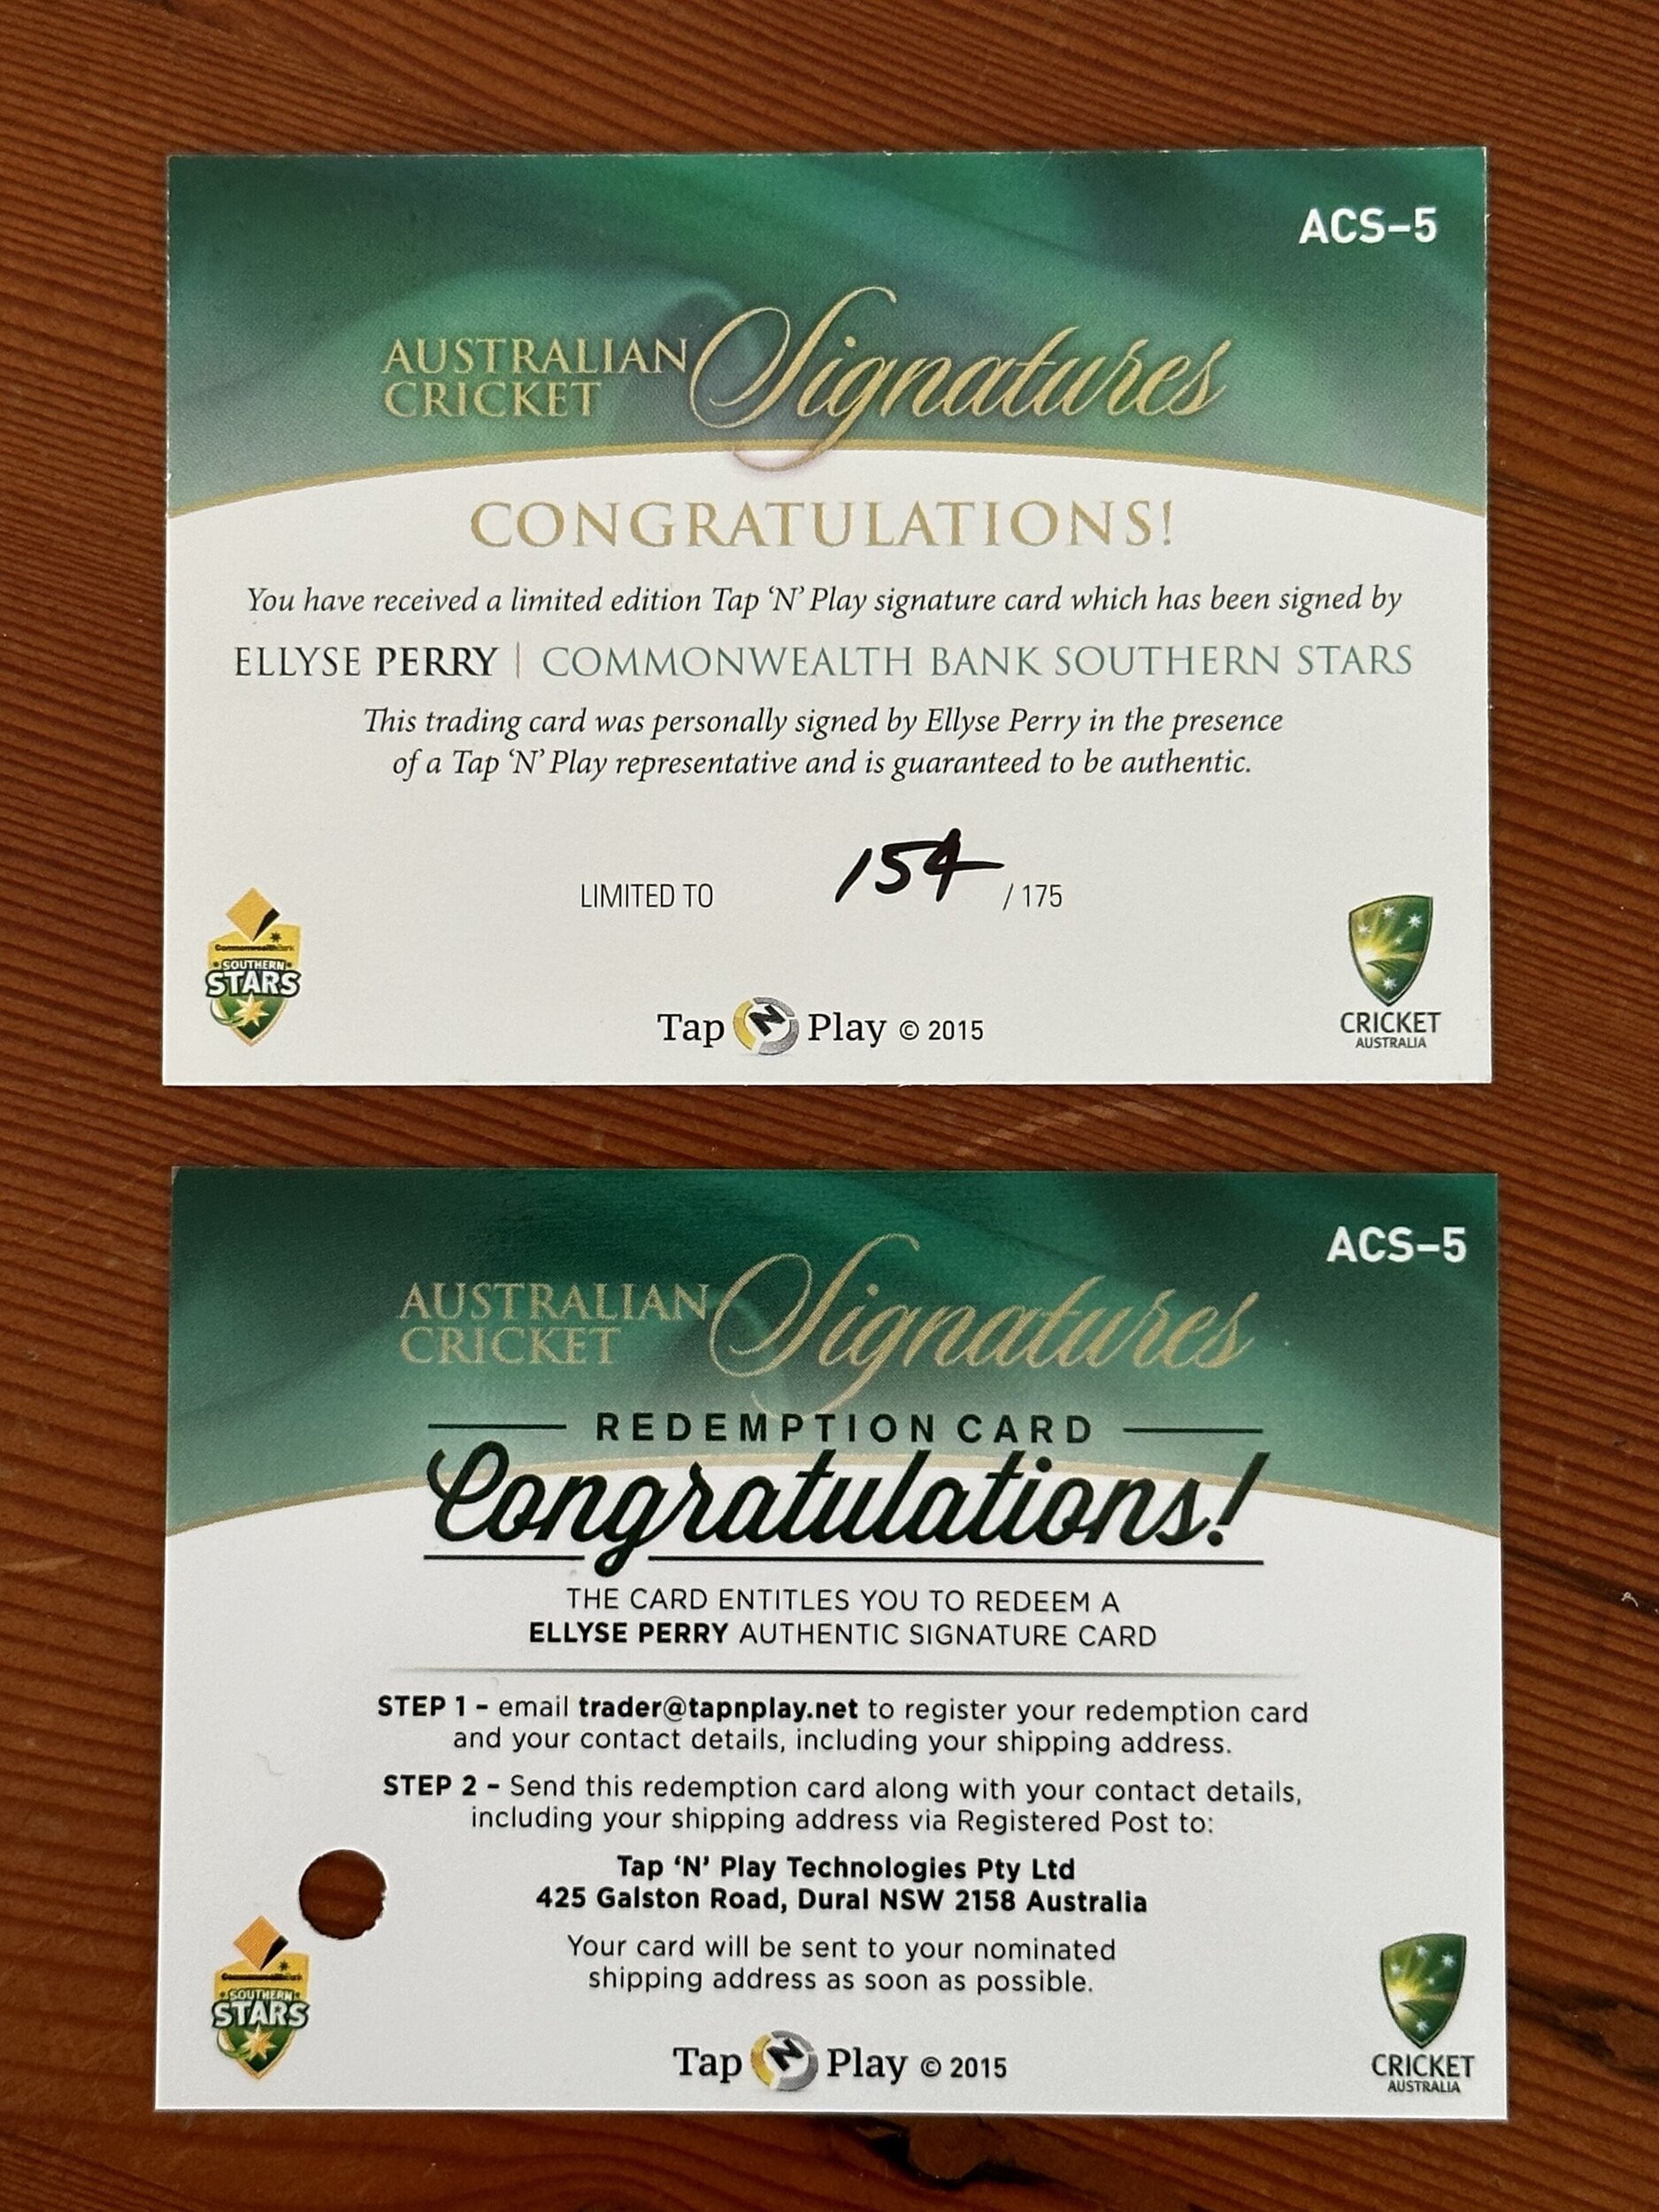 ACS–5
AUSTRALIAN
CRICKET Signatures
CONGRATULATIONS!
You have received a limited edition Tap ‘N’ Play signature card which has been signed by
ELLYSE PERRY | COMMONWEALTH BANK SOUTHERN STARS
This trading card was personally signed by Ellyse Perry in the presence
of a Tap ‘N’ Play representative and is guaranteed to be authentic.
LIMITED TO 154 / 175
CommonwealthBank
SOUTHERN
STARS
Tap N Play © 2015
CRICKET
AUSTRALIA
ACS–5
AUSTRALIAN
CRICKET Signatures
REDEMPTION CARD
Congratulations!
THE CARD ENTITLES YOU TO REDEEM A
ELLYSE PERRY AUTHENTIC SIGNATURE CARD
STEP 1 – email trader@tapnplay.net to register your redemption card
and your contact details, including your shipping address.
STEP 2 – Send this redemption card along with your contact details,
including your shipping address via Registered Post to:
Tap ‘N’ Play Technologies Pty Ltd
425 Galston Road, Dural NSW 2158 Australia
Your card will be sent to your nominated
shipping address as soon as possible.
CommonwealthBank
SOUTHERN
STARS
Tap N Play © 2015
CRICKET
AUSTRALIA